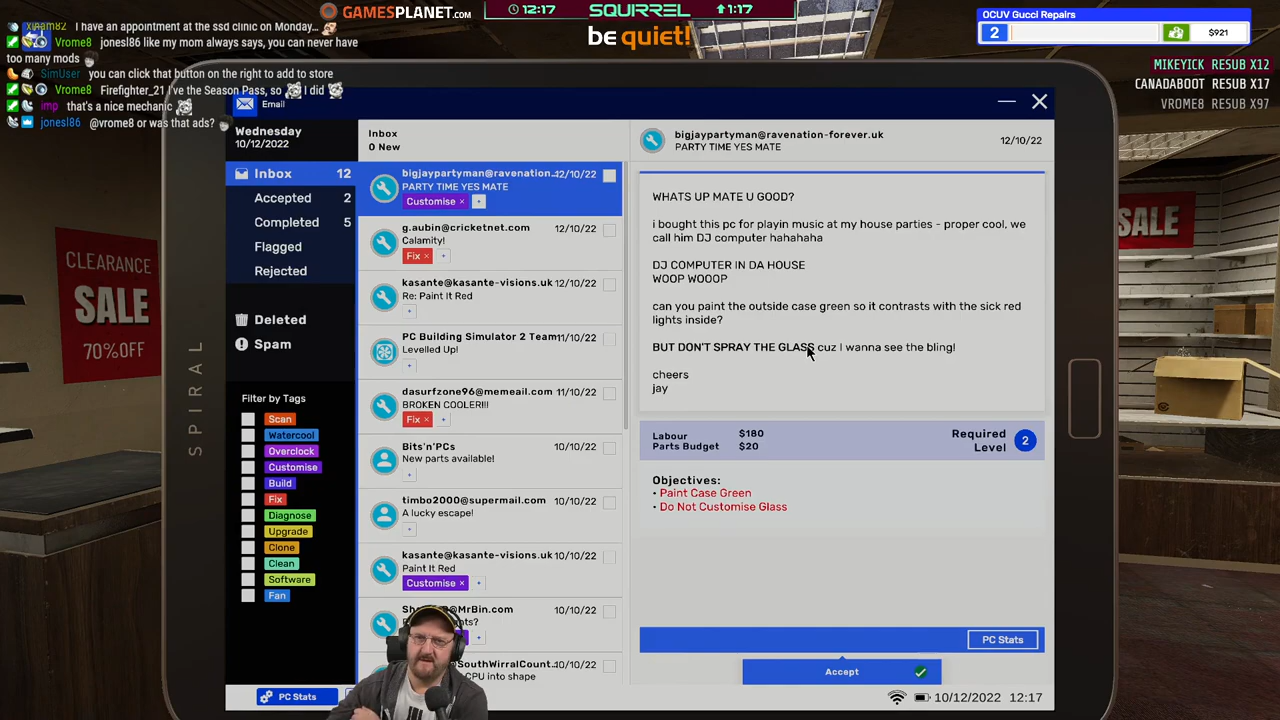 GAMESPLANET.COM
12:17
SQUIRREL
1:17
be quiet!
OCUV Gucci Repairs
2
$921
MIKEYICK RESUB X12
CANADABOOT RESUB X17
VROME8 RESUB X97
I have an appointment at the ssd clinic on Monday...
Vrome8 jonesl86 like my mom always says, you can never have
too many mods
SimUser you can click that button on the right to add to store
Vrome8 Firefighter_21 I've the Season Pass, so I did
imp that's a nice mechanic
jonesl86 @vrome8 or was that ads?
Email
Wednesday
10/12/2022
Inbox 12
Accepted 2
Completed 5
Flagged
Rejected
Deleted
Spam
Filter by Tags
Scan
Watercool
Overclock
Customise
Build
Fix
Diagnose
Upgrade
Clone
Clean
Software
Fan
PC Stats
Inbox
0 New
bigjaypartyman@ravenation... 12/10/22
PARTY TIME YES MATE
Customise × +
g.aubin@cricketnet.com 12/10/22
Calamity!
Fix × +
kasante@kasante-visions.uk 12/10/22
Re: Paint It Red
+
PC Building Simulator 2 Team 12/10/22
Levelled Up!
+
dasurfzone96@memeail.com 11/10/22
BROKEN COOLER!!!
Fix × +
Bits'n'PCs 10/10/22
New parts available!
+
timbo2000@supermail.com 10/10/22
A lucky escape!
+
kasante@kasante-visions.uk 10/10/22
Paint It Red
Customise × +
@MrBin.com 10/10/22
+
@SouthWirralCount... 10/10/22
CPU into shape
bigjaypartyman@ravenation-forever.uk
PARTY TIME YES MATE
12/10/22
WHATS UP MATE U GOOD?
i bought this pc for playin music at my house parties - proper cool, we
call him DJ computer hahahaha
DJ COMPUTER IN DA HOUSE
WOOP WOOOP
can you paint the outside case green so it contrasts with the sick red
lights inside?
BUT DON'T SPRAY THE GLASS cuz I wanna see the bling!
cheers
jay
Labour $180
Parts Budget $20
Required
Level 2
Objectives:
• Paint Case Green
• Do Not Customise Glass
PC Stats
Accept
10/12/2022 12:17
SPIRAL
CLEARANCE
SALE
70%OFF
SALE